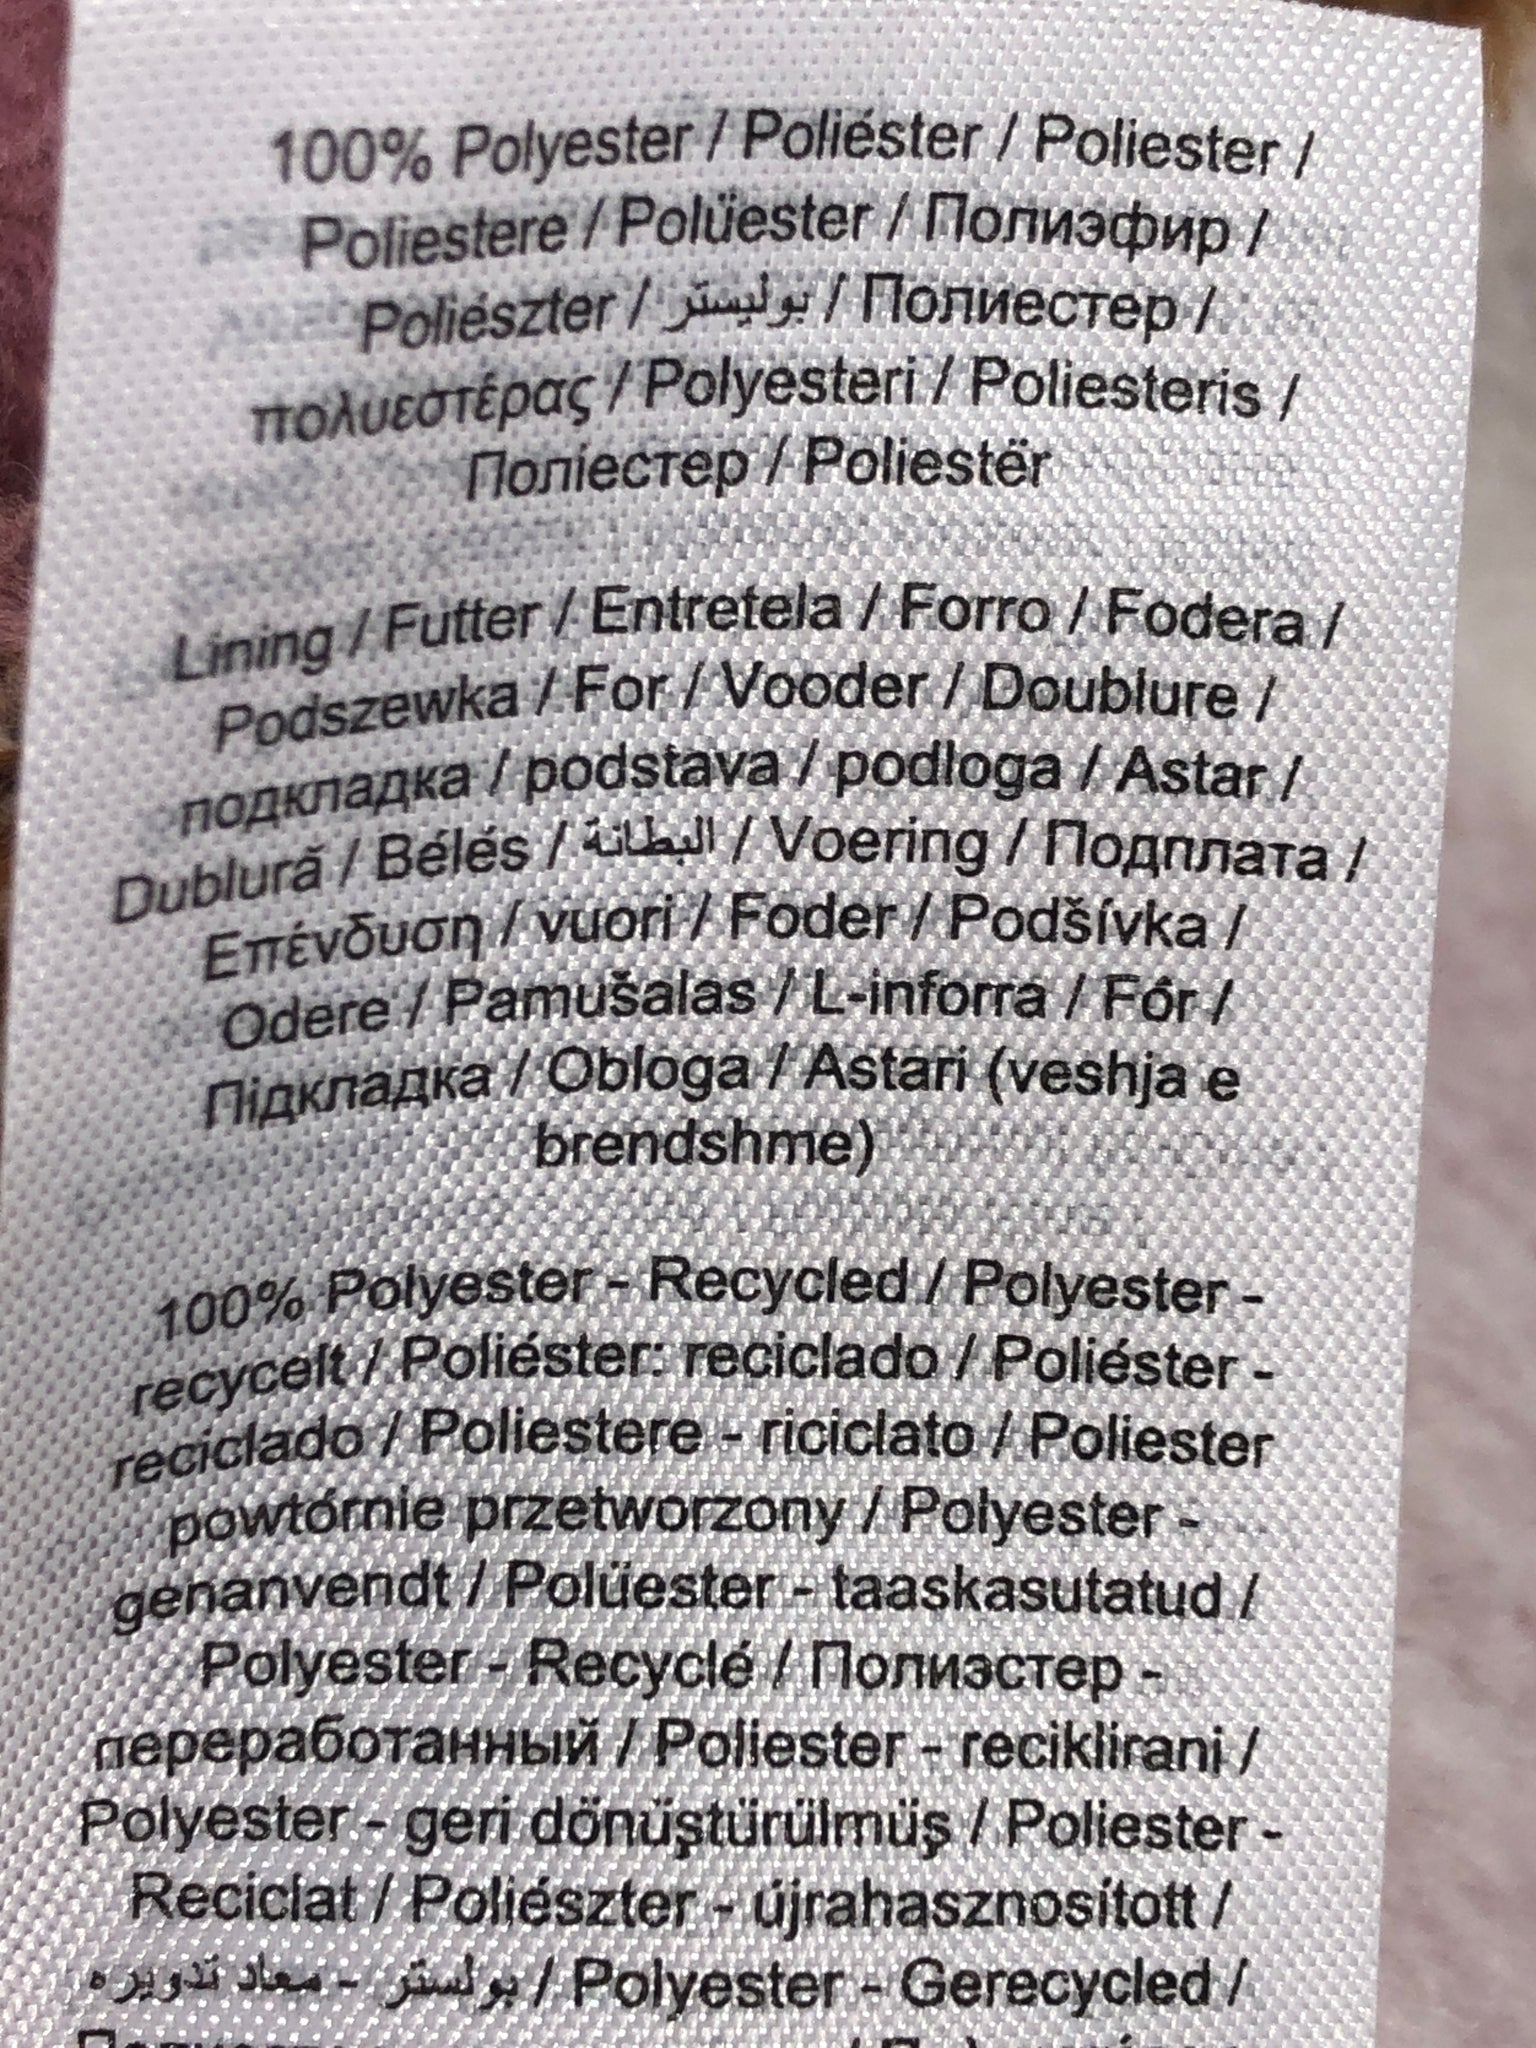 100% Polyester / Poliéster / Poliester /
Poliestere / Polüester / Полиэфир /
Poliészter / بوليستر / Полиестер /
πολυεστέρας / Polyesteri / Poliesteris /
Поліестер / Poliestër
Lining / Futter / Entretela / Forro / Fodera /
Podszewka / For / Vooder / Doublure /
подкладка / podstava / podloga / Astar /
Dublură / Bélés / البطانة / Voering / Подплата /
Επένδυση / vuori / Foder / Podšívka /
Odere / Pamušalas / L-inforra / Fôr /
Підкладка / Obloga / Astari (veshja e
brendshme)
100% Polyester - Recycled / Polyester -
recycelt / Poliéster: reciclado / Poliéster -
reciclado / Poliestere - riciclato / Poliester
powtórnie przetworzony / Polyester -
genanvendt / Polüester - taaskasutatud /
Polyester - Recyclé / Полиэстер -
переработанный / Poliester - reciklirani /
Polyester - geri dönüştürülmüş / Poliester -
Reciclat / Poliészter - újrahasznosított /
بولستر - معاد تدويره / Polyester - Gerecycled /